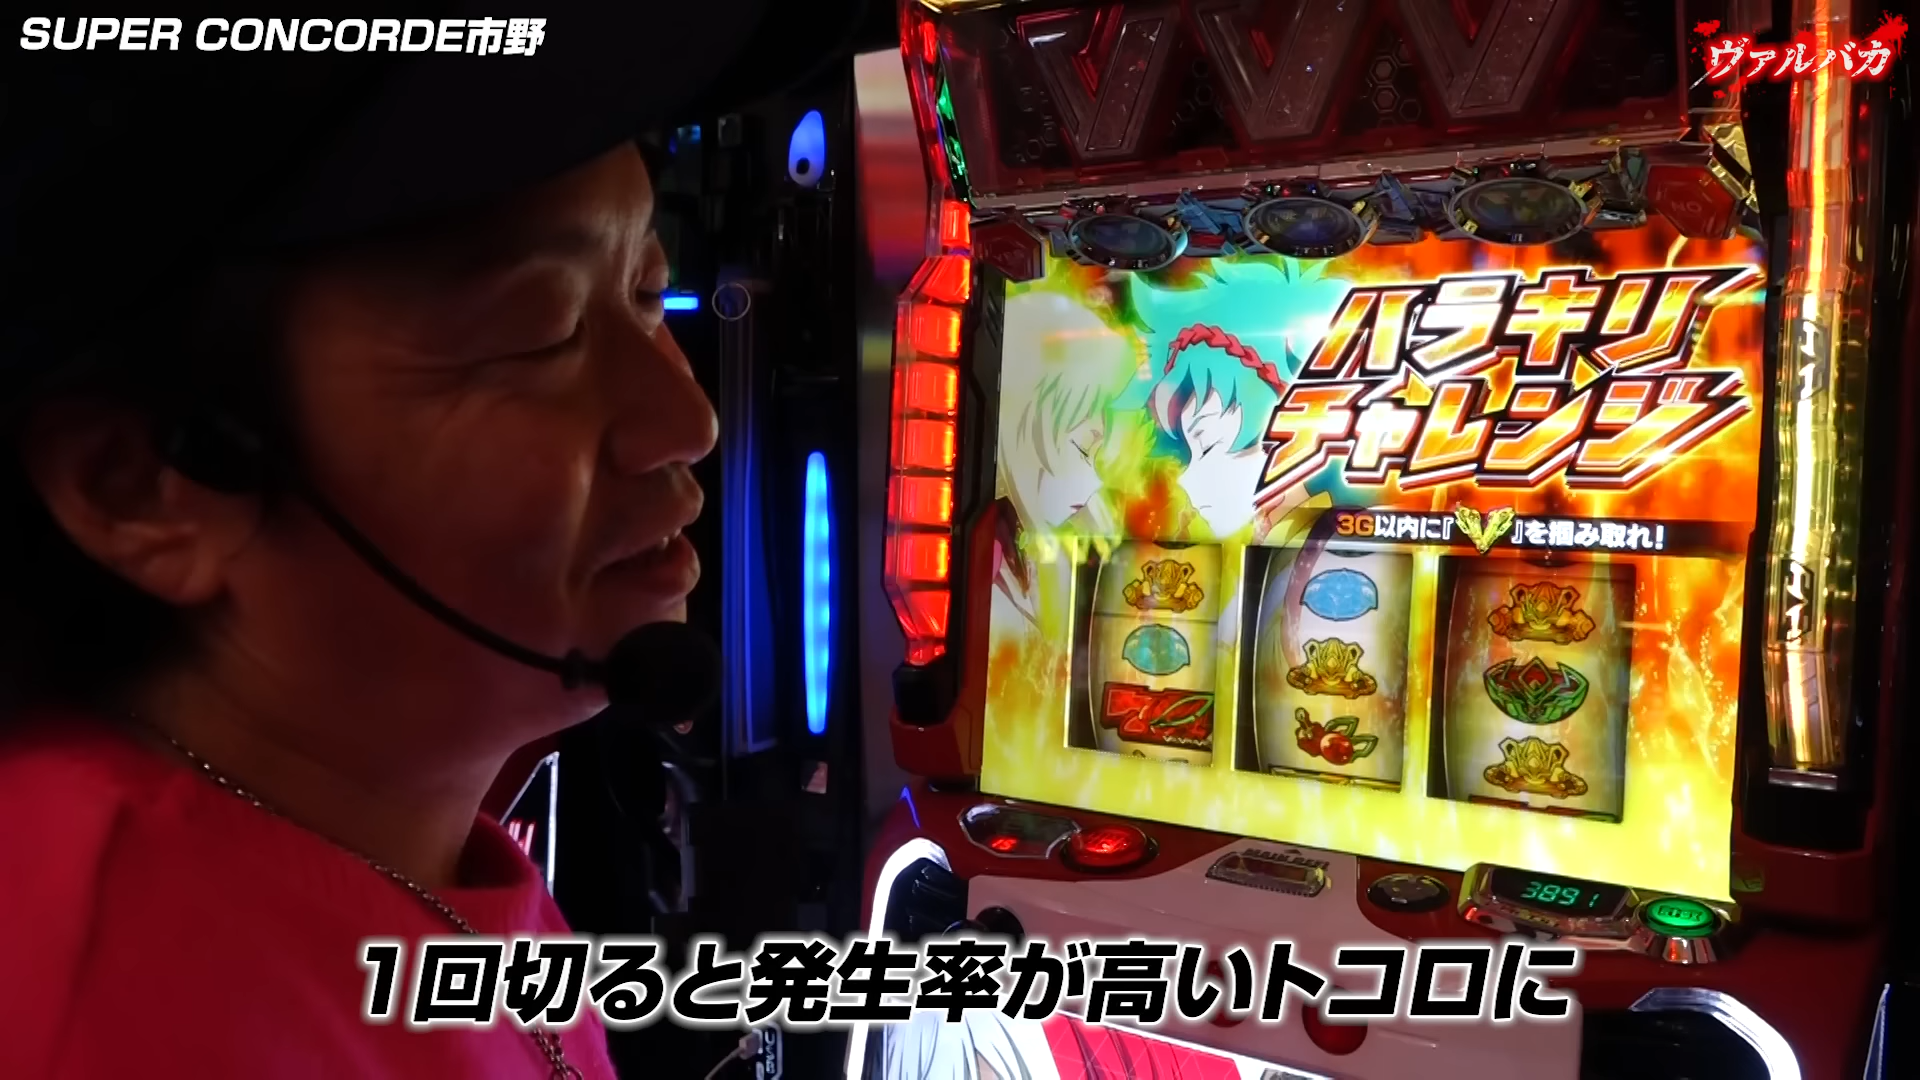 SUPER CONCORDE市野
ヴァルバカ
ハラキリ
チャレンジ
3G以内に『V』を掴み取れ!
3891
1回切ると発生率が高いトコロに